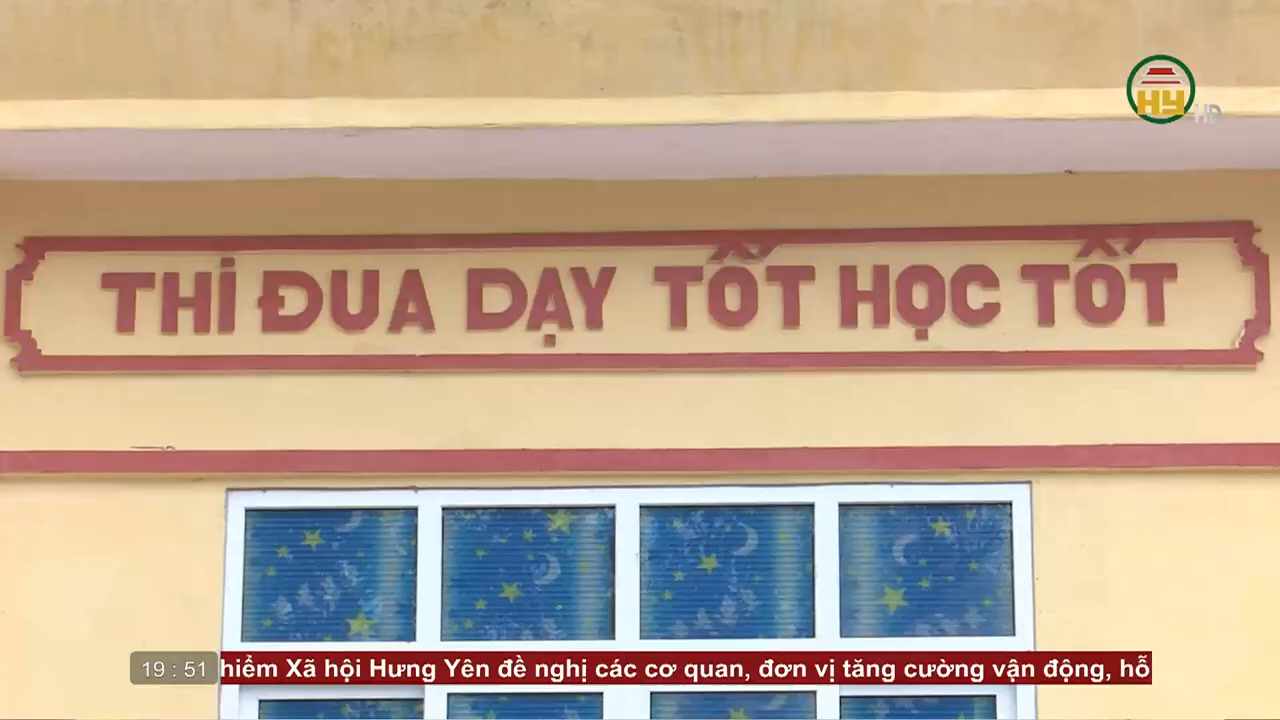 HY HD
THI ĐUA DẠY TỐT HỌC TỐT
19 : 51 hiểm Xã hội Hưng Yên đề nghị các cơ quan, đơn vị tăng cường vận động, hỗ